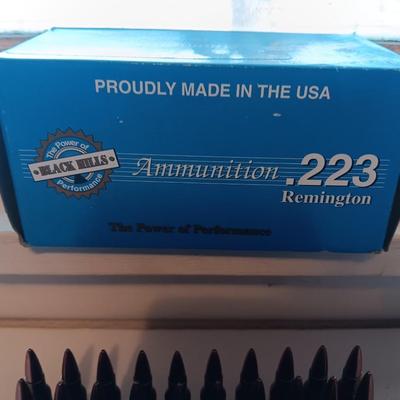 PROUDLY MADE IN THE USA
The Power of
BLACK HILLS
Performance
Ammunition .223
Remington
The Power of Performance